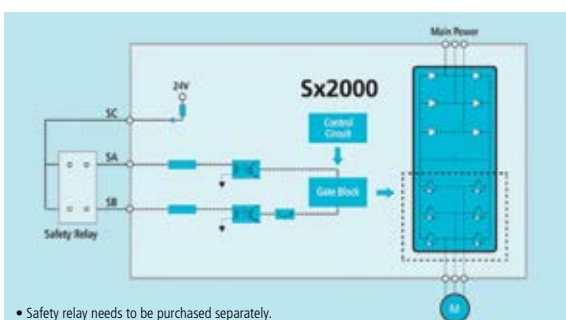 Main Power
Sx2000
24V
SC
Control
Circuit
SA
Gate Block
SB
Safety Relay
M
• Safety relay needs to be purchased separately.